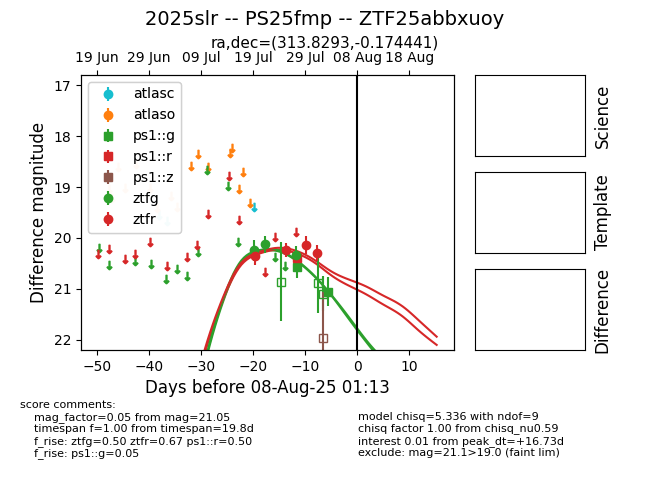 2025slr -- PS25fmp -- ZTF25abbxuoy
ra,dec=(313.8293,-0.174441)
19 Jun 29 Jun 09 Jul 19 Jul 29 Jul 08 Aug 18 Aug
17
18
19
20
21
22
Difference magnitude
atlasc
atlaso
ps1::g
ps1::r
ps1::z
ztfg
ztfr
−50 −40 −30 −20 −10 0 10
Days before 08-Aug-25 01:13
Science
Template
Difference
score comments:
mag_factor=0.05 from mag=21.05
timespan f=1.00 from timespan=19.8d
f_rise: ztfg=0.50 ztfr=0.67 ps1::r=0.50
f_rise: ps1::g=0.05
model chisq=5.336 with ndof=9
chisq factor 1.00 from chisq_nu0.59
interest 0.01 from peak_dt=+16.73d
exclude: mag=21.1>19.0 (faint lim)